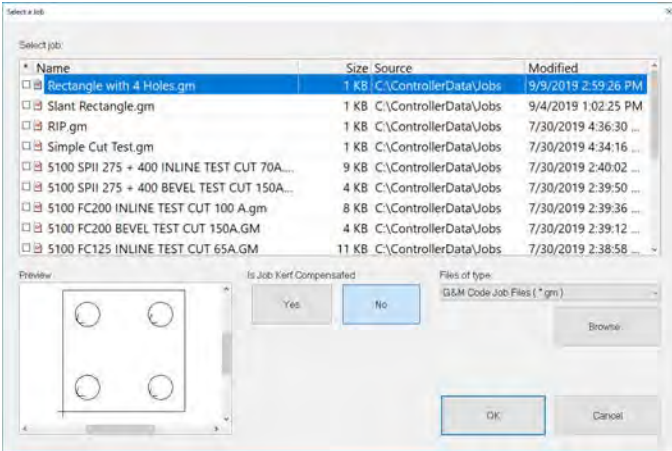 Select a Job
Select job:
* Name Size Source Modified
Rectangle with 4 Holes.gm 1 KB C:\ControllerData\Jobs 9/9/2019 2:59:26 PM
Slant Rectangle.gm 1 KB C:\ControllerData\Jobs 9/4/2019 1:02:25 PM
RIP.gm 1 KB C:\ControllerData\Jobs 7/30/2019 4:36:30 ...
Simple Cut Test.gm 1 KB C:\ControllerData\Jobs 7/30/2019 4:34:16 ...
5100 SPII 275 + 400 INLINE TEST CUT 70A.... 9 KB C:\ControllerData\Jobs 7/30/2019 2:40:02 ...
5100 SPII 275 + 400 BEVEL TEST CUT 150A.... 4 KB C:\ControllerData\Jobs 7/30/2019 2:39:50 ...
5100 FC200 INLINE TEST CUT 100 A.gm 8 KB C:\ControllerData\Jobs 7/30/2019 2:39:36 ...
5100 FC200 BEVEL TEST CUT 150A.GM 4 KB C:\ControllerData\Jobs 7/30/2019 2:39:12 ...
5100 FC125 INLINE TEST CUT 65A.GM 11 KB C:\ControllerData\Jobs 7/30/2019 2:38:58 ...
Preview Is Job Kerf Compensated Files of type:
Yes No G&M Code Job Files ( *.gm )
Browse
OK Cancel